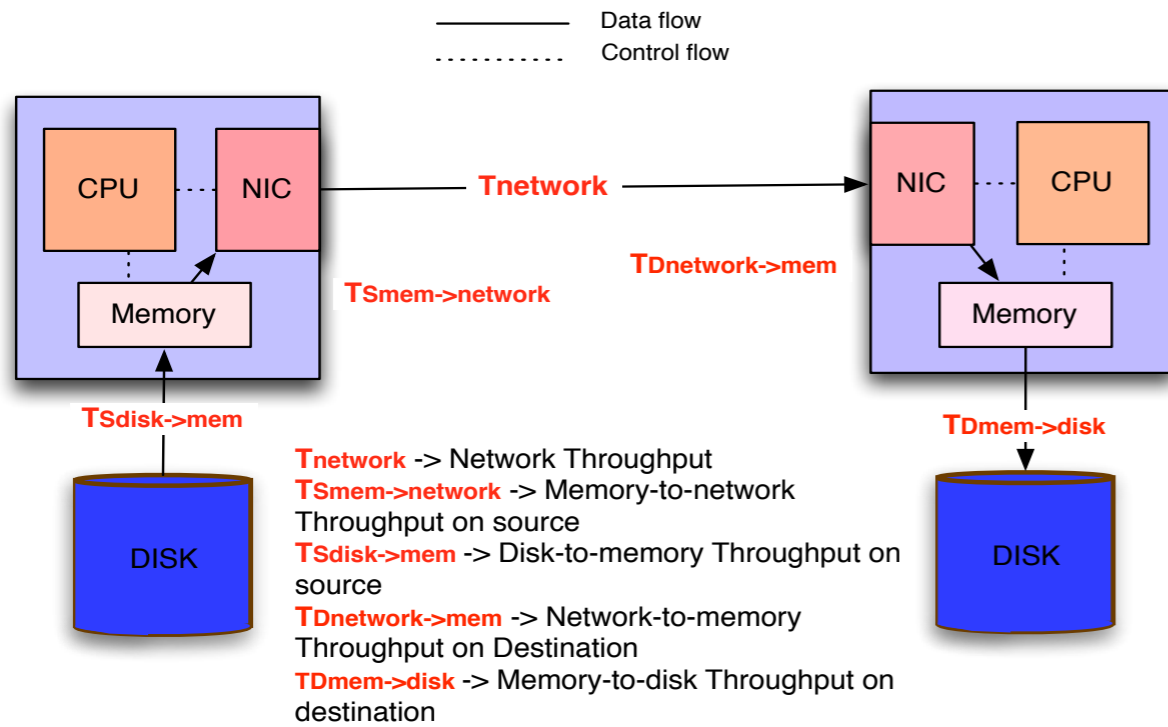 Data flow
Control flow
CPU
NIC
Tnetwork
NIC
CPU
TDnetwork->mem
TSmem->network
Memory
Memory
TSdisk->mem
TDmem->disk
Tnetwork -> Network Throughput
TSmem->network -> Memory-to-network
Throughput on source
TSdisk->mem -> Disk-to-memory Throughput on
source
TDnetwork->mem -> Network-to-memory
Throughput on Destination
TDmem->disk -> Memory-to-disk Throughput on
destination
DISK
DISK